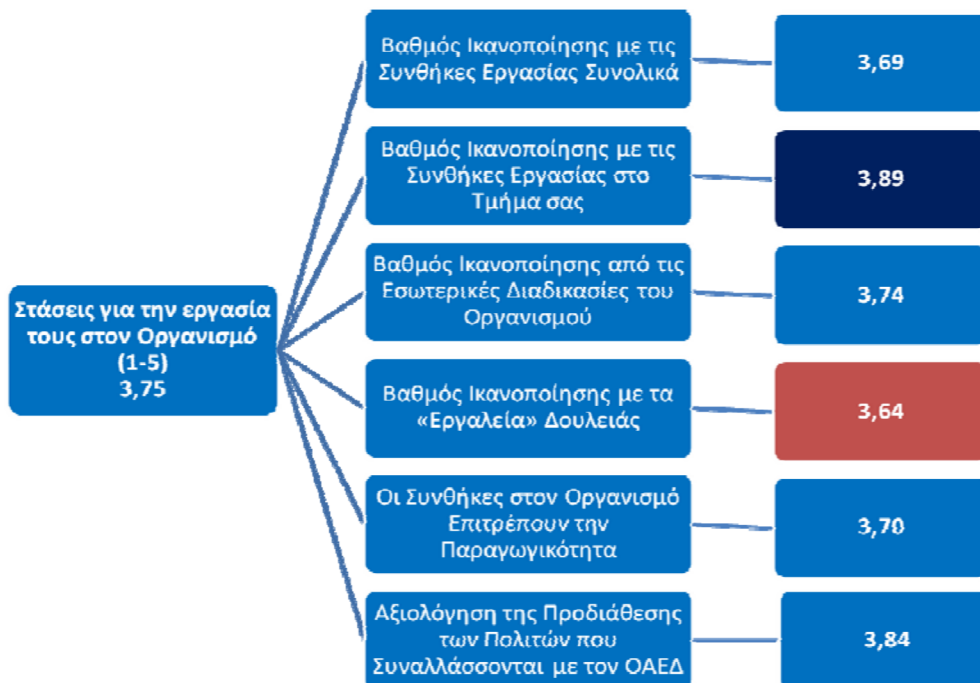 Βαθμός Ικανοποίησης με τις
Συνθήκες Εργασίας Συνολικά
3,69
Βαθμός Ικανοποίησης με τις
Συνθήκες Εργασίας στο
Τμήμα σας
3,89
Βαθμός Ικανοποίησης από τις
Εσωτερικές Διαδικασίες του
Οργανισμού
3,74
Στάσεις για την εργασία
τους στον Οργανισμό
(1-5)
3,75
Βαθμός Ικανοποίησης με τα
«Εργαλεία» Δουλειάς
3,64
Οι Συνθήκες στον Οργανισμό
Επιτρέπουν την
Παραγωγικότητα
3,70
Αξιολόγηση της Προδιάθεσης
των Πολιτών που
Συναλλάσσονται με τον ΟΑΕΔ
3,84